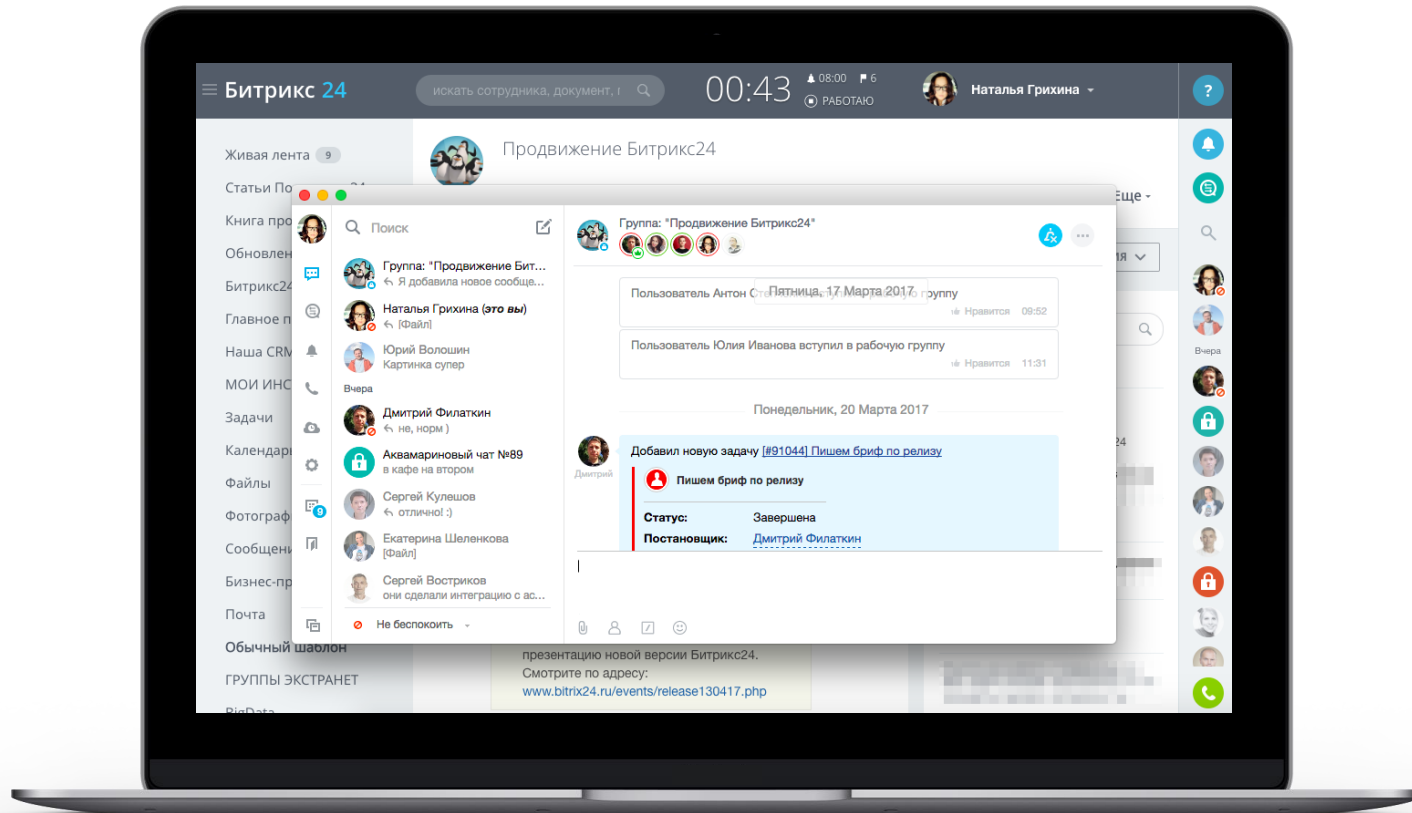 Битрикс 24
искать сотрудника, документ, г
00:43
08:00 6
РАБОТАЮ
Наталья Грихина
?
Живая лента 9
Статьи По
Книга про
Обновлен
Битрикс24
Главное п
Наша CRM
МОИ ИНС
Задачи
Календар
Файлы
Фотограф
Сообщени
Бизнес-пр
Почта
Обычный шаблон
ГРУППЫ ЭКСТРАНЕТ
BigData
Продвижение Битрикс24
Еще
ия
24
Поиск
Группа: "Продвижение Бит...
Я добавила новое сообще...
Наталья Грихина (это вы)
[Файл]
Юрий Волошин
Картинка супер
Вчера
Дмитрий Филаткин
не, норм )
Аквамариновый чат №89
в кафе на втором
Сергей Кулешов
отлично! :)
Екатерина Шеленкова
[Файл]
Сергей Востриков
они сделали интеграцию с ас...
9
Не беспокоить
Группа: "Продвижение Битрикс24"
Пользователь Антон
группу
Пятница, 17 Марта 2017
Нравится 09:52
Пользователь Юлия Иванова вступил в рабочую группу
Нравится 11:31
Понедельник, 20 Марта 2017
Дмитрий
Добавил новую задачу [#91044] Пишем бриф по релизу
Пишем бриф по релизу
Статус: Завершена
Постановщик: Дмитрий Филаткин
презентацию новой версии Битрикс24.
Смотрите по адресу:
www.bitrix24.ru/events/release130417.php
Вчера